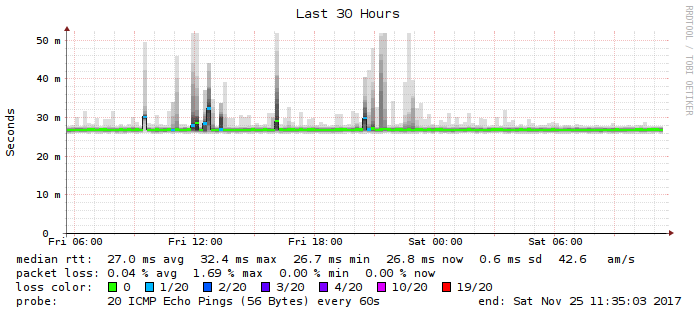 Last 30 Hours
RRDTOOL / TOBI OETIKER
Seconds
50 m
40 m
30 m
20 m
10 m
0
Fri 06:00 Fri 12:00 Fri 18:00 Sat 00:00 Sat 06:00
median rtt: 27.0 ms avg 32.4 ms max 26.7 ms min 26.8 ms now 0.6 ms sd 42.6 am/s
packet loss: 0.04 % avg 1.69 % max 0.00 % min 0.00 % now
loss color: 0 1/20 2/20 3/20 4/20 10/20 19/20
probe: 20 ICMP Echo Pings (56 Bytes) every 60s end: Sat Nov 25 11:35:03 2017